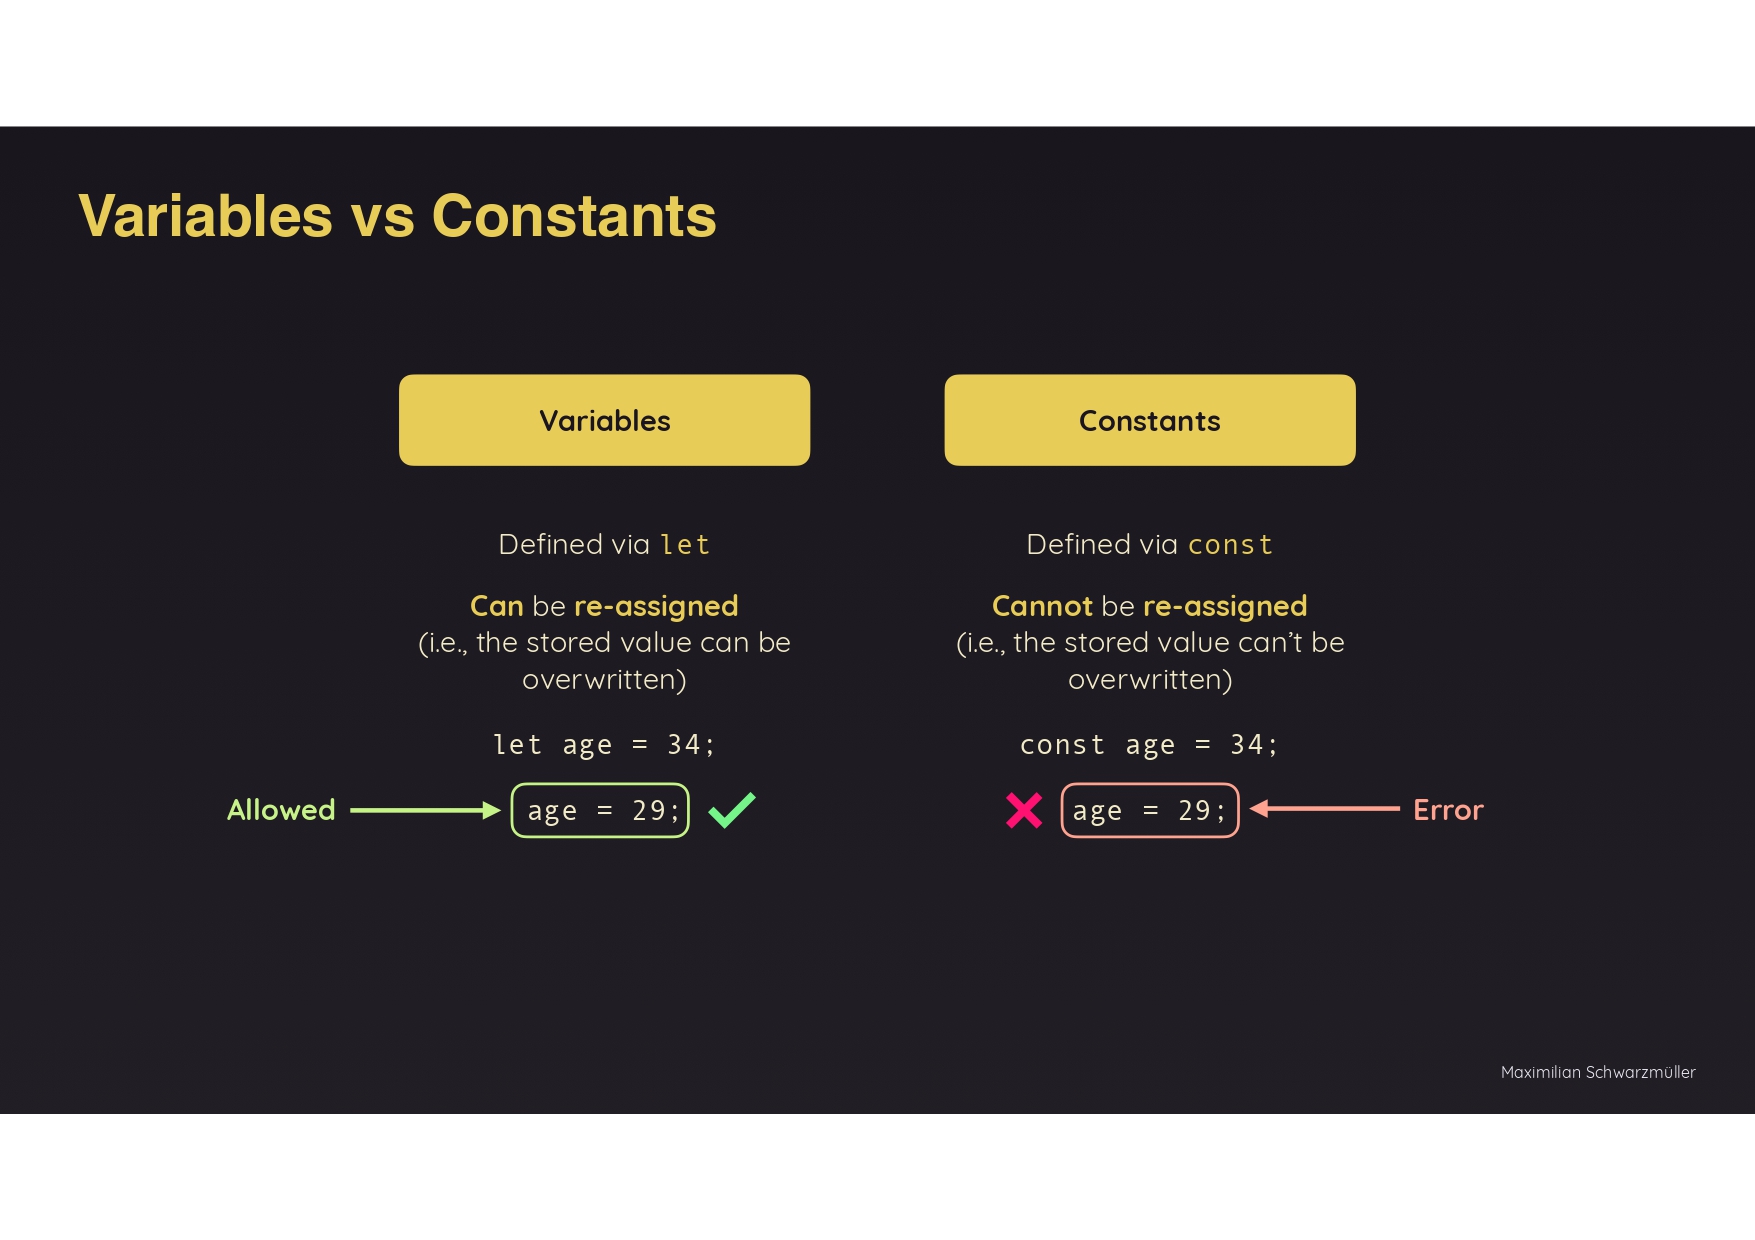 Variables vs Constants
Variables
Defined via let
Can be re-assigned
(i.e., the stored value can be
overwritten)
let age = 34;
Allowed
age = 29;
Constants
Defined via const
Cannot be re-assigned
(i.e., the stored value can’t be
overwritten)
const age = 34;
age = 29;
Error
Maximilian Schwarzmüller